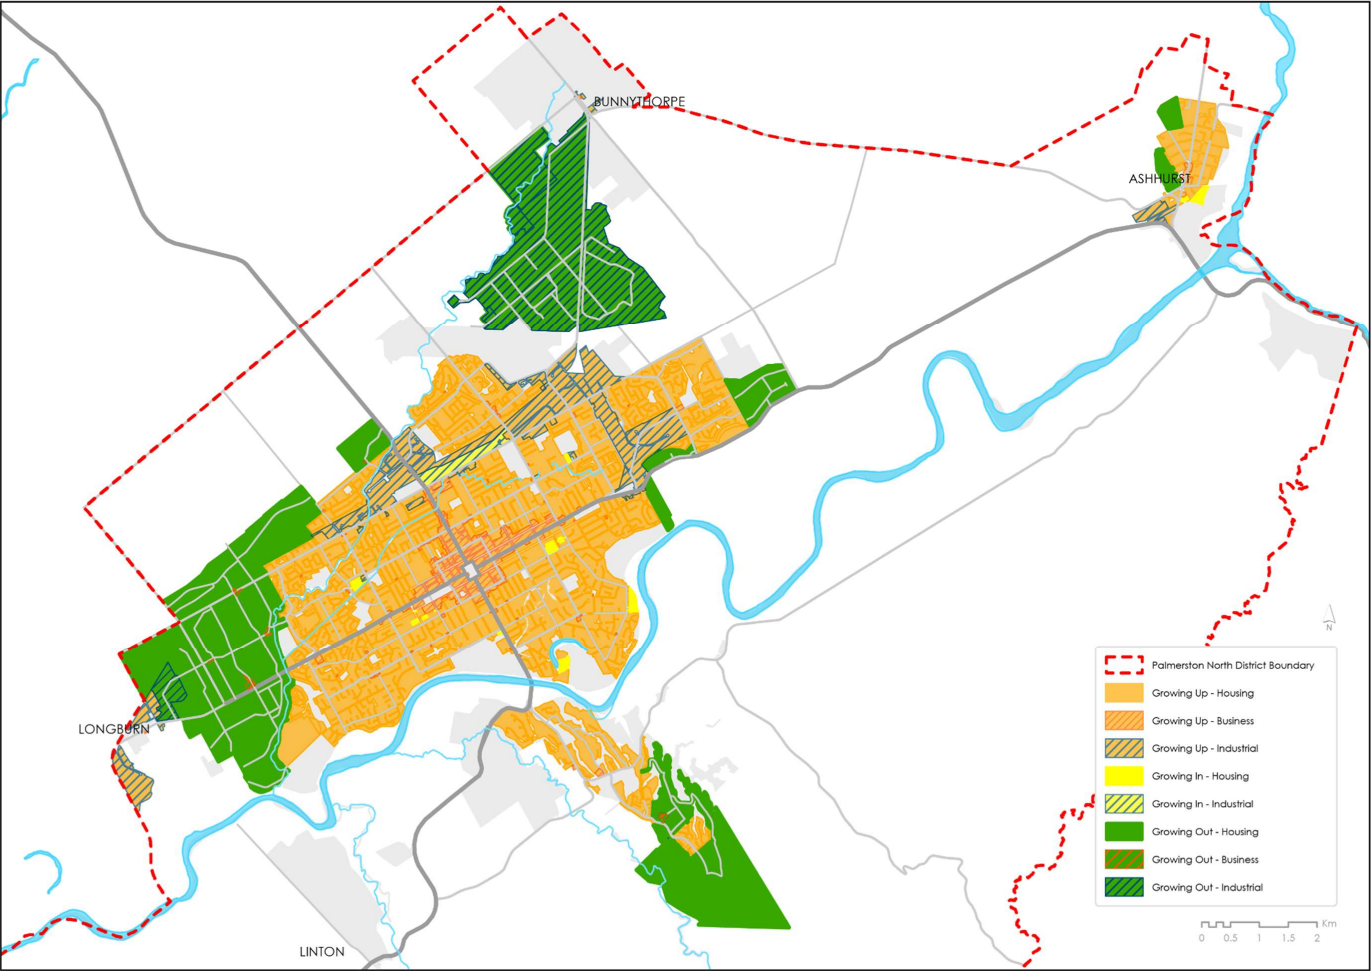 BUNNYTHORPE
ASHHURST
LONGBURN
LINTON
N
Palmerston North District Boundary
Growing Up - Housing
Growing Up - Business
Growing Up - Industrial
Growing In - Housing
Growing In - Industrial
Growing Out - Housing
Growing Out - Business
Growing Out - Industrial
Km
0 0.5 1 1.5 2